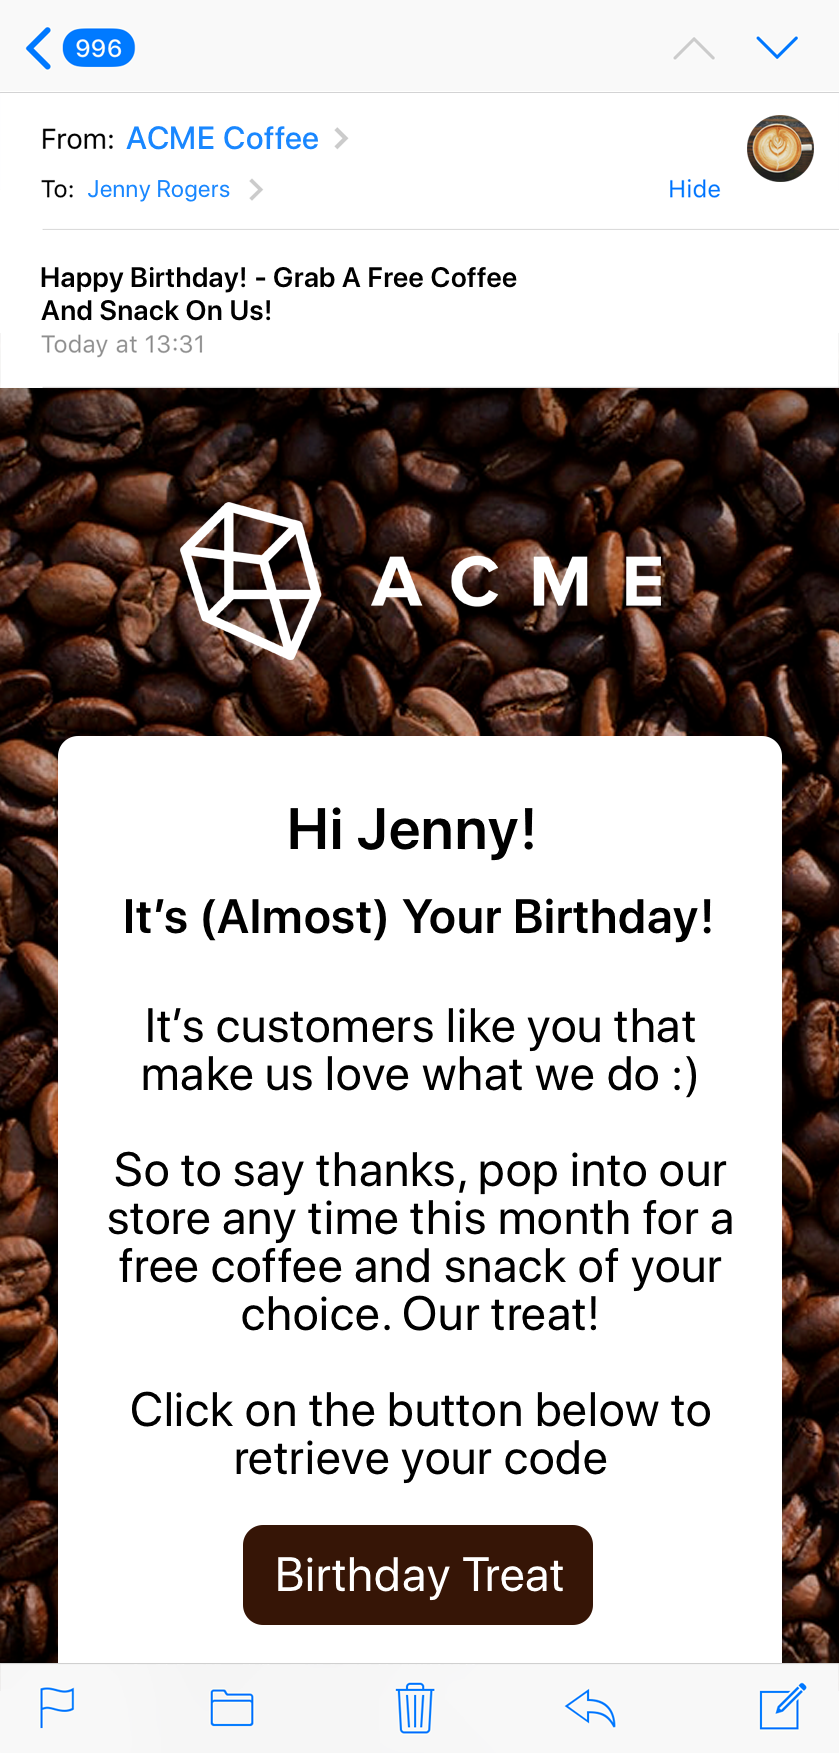 996
From: ACME Coffee
To: Jenny Rogers
Hide
Happy Birthday! - Grab A Free Coffee
And Snack On Us!
Today at 13:31
ACME
Hi Jenny!
It’s (Almost) Your Birthday!
It’s customers like you that
make us love what we do :)
So to say thanks, pop into our
store any time this month for a
free coffee and snack of your
choice. Our treat!
Click on the button below to
retrieve your code
Birthday Treat